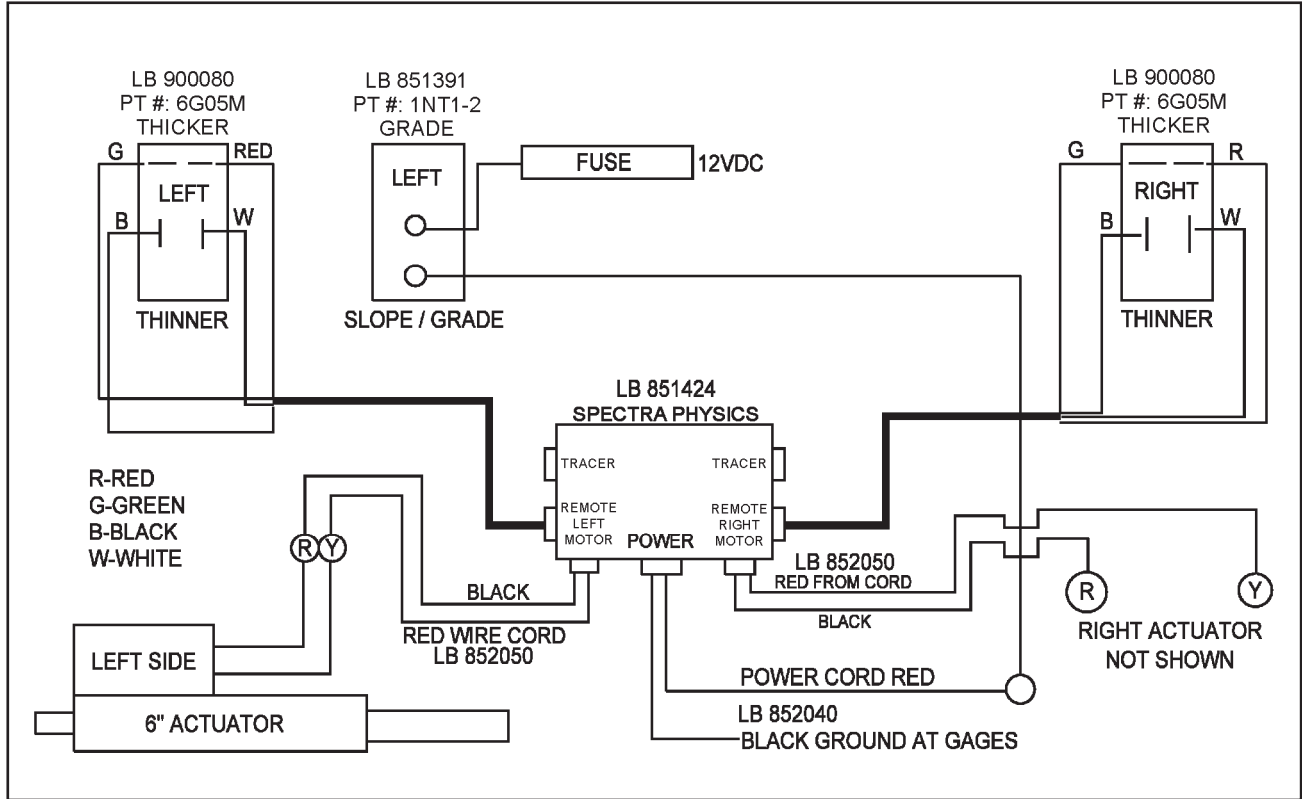 LB 900080
PT #: 6G05M
THICKER
G
RED
LEFT
B
W
THINNER
LB 851391
PT #: 1NT1-2
GRADE
LEFT
SLOPE / GRADE
FUSE
12VDC
LB 900080
PT #: 6G05M
THICKER
G
R
RIGHT
B
W
THINNER
LB 851424
SPECTRA PHYSICS
TRACER
TRACER
REMOTE
LEFT
MOTOR
POWER
REMOTE
RIGHT
MOTOR
R-RED
G-GREEN
B-BLACK
W-WHITE
R
Y
BLACK
RED WIRE CORD
LB 852050
LEFT SIDE
6" ACTUATOR
LB 852050
RED FROM CORD
BLACK
R
Y
RIGHT ACTUATOR
NOT SHOWN
POWER CORD RED
LB 852040
BLACK GROUND AT GAGES